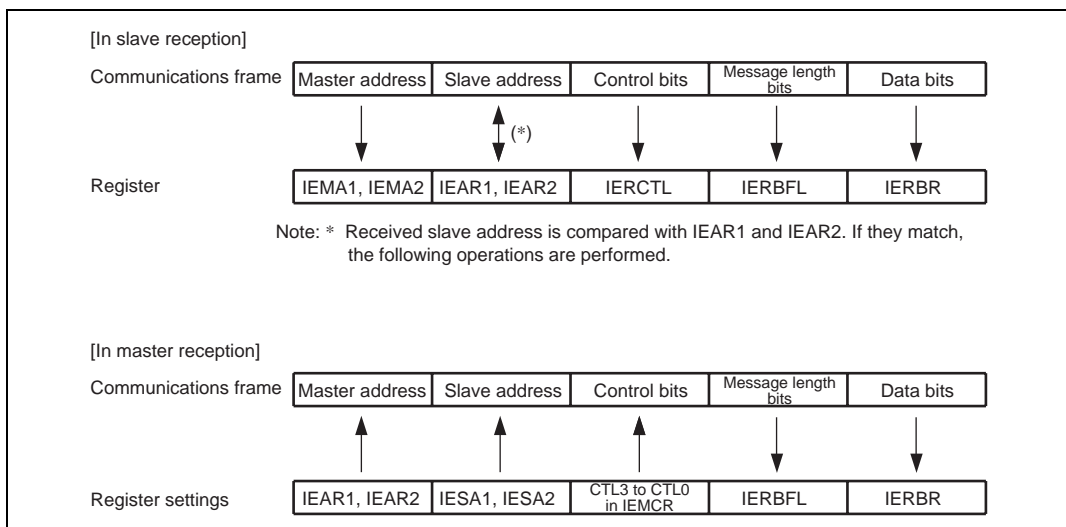 [In slave reception]
Communications frame Master address Slave address Control bits Message length bits Data bits
(*)
Register IEMA1, IEMA2 IEAR1, IEAR2 IERCTL IERBFL IERBR
Note: * Received slave address is compared with IEAR1 and IEAR2. If they match,
the following operations are performed.
[In master reception]
Communications frame Master address Slave address Control bits Message length bits Data bits
Register settings IEAR1, IEAR2 IESA1, IESA2 CTL3 to CTL0 in IEMCR IERBFL IERBR